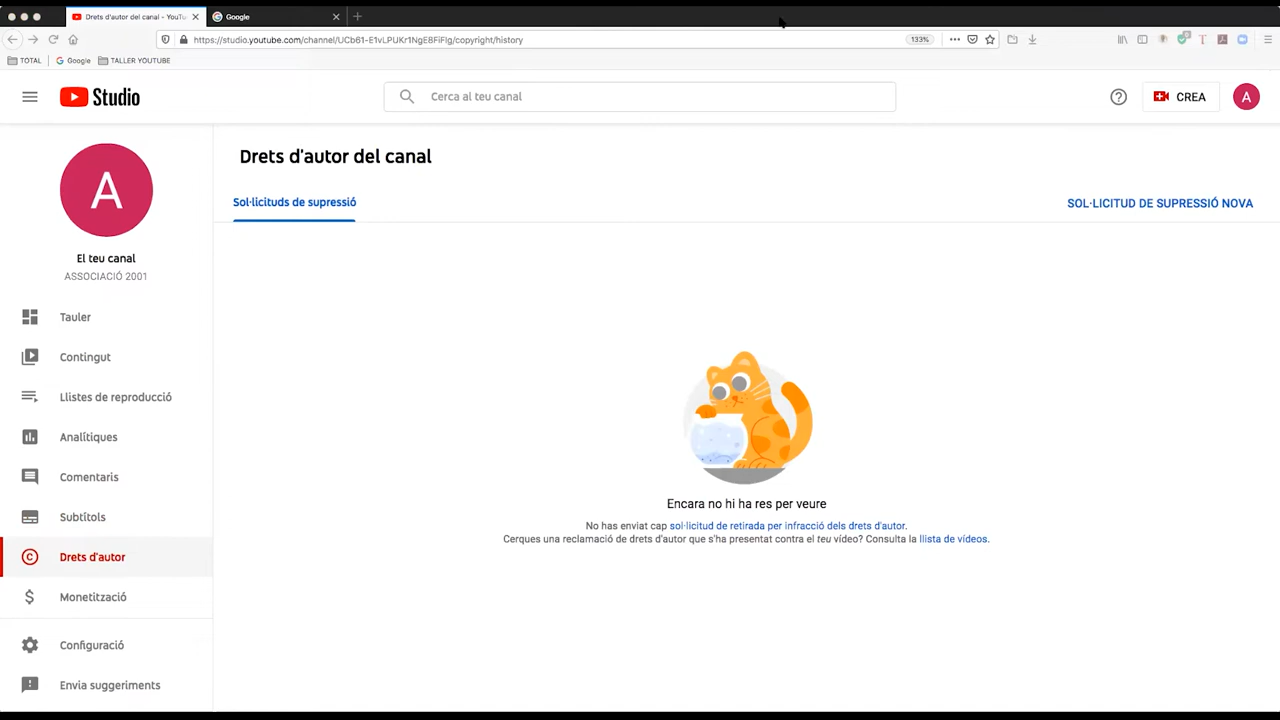 Drets d'autor del canal - YouTu
Google
https://studio.youtube.com/channel/UCb61-E1vLPUKr1NgE8FiFIg/copyright/history
133%
TOTAL
Google
TALLER YOUTUBE
Studio
Cerca al teu canal
CREA
A
A
El teu canal
ASSOCIACIÓ 2001
Tauler
Contingut
Llistes de reproducció
Analítiques
Comentaris
Subtítols
Drets d'autor
Monetització
Configuració
Envia suggeriments
Drets d'autor del canal
Sol·licituds de supressió
SOL·LICITUD DE SUPRESSIÓ NOVA
Encara no hi ha res per veure
No has enviat cap sol·licitud de retirada per infracció dels drets d'autor.
Cerques una reclamació de drets d'autor que s'ha presentat contra el teu vídeo? Consulta la llista de vídeos.